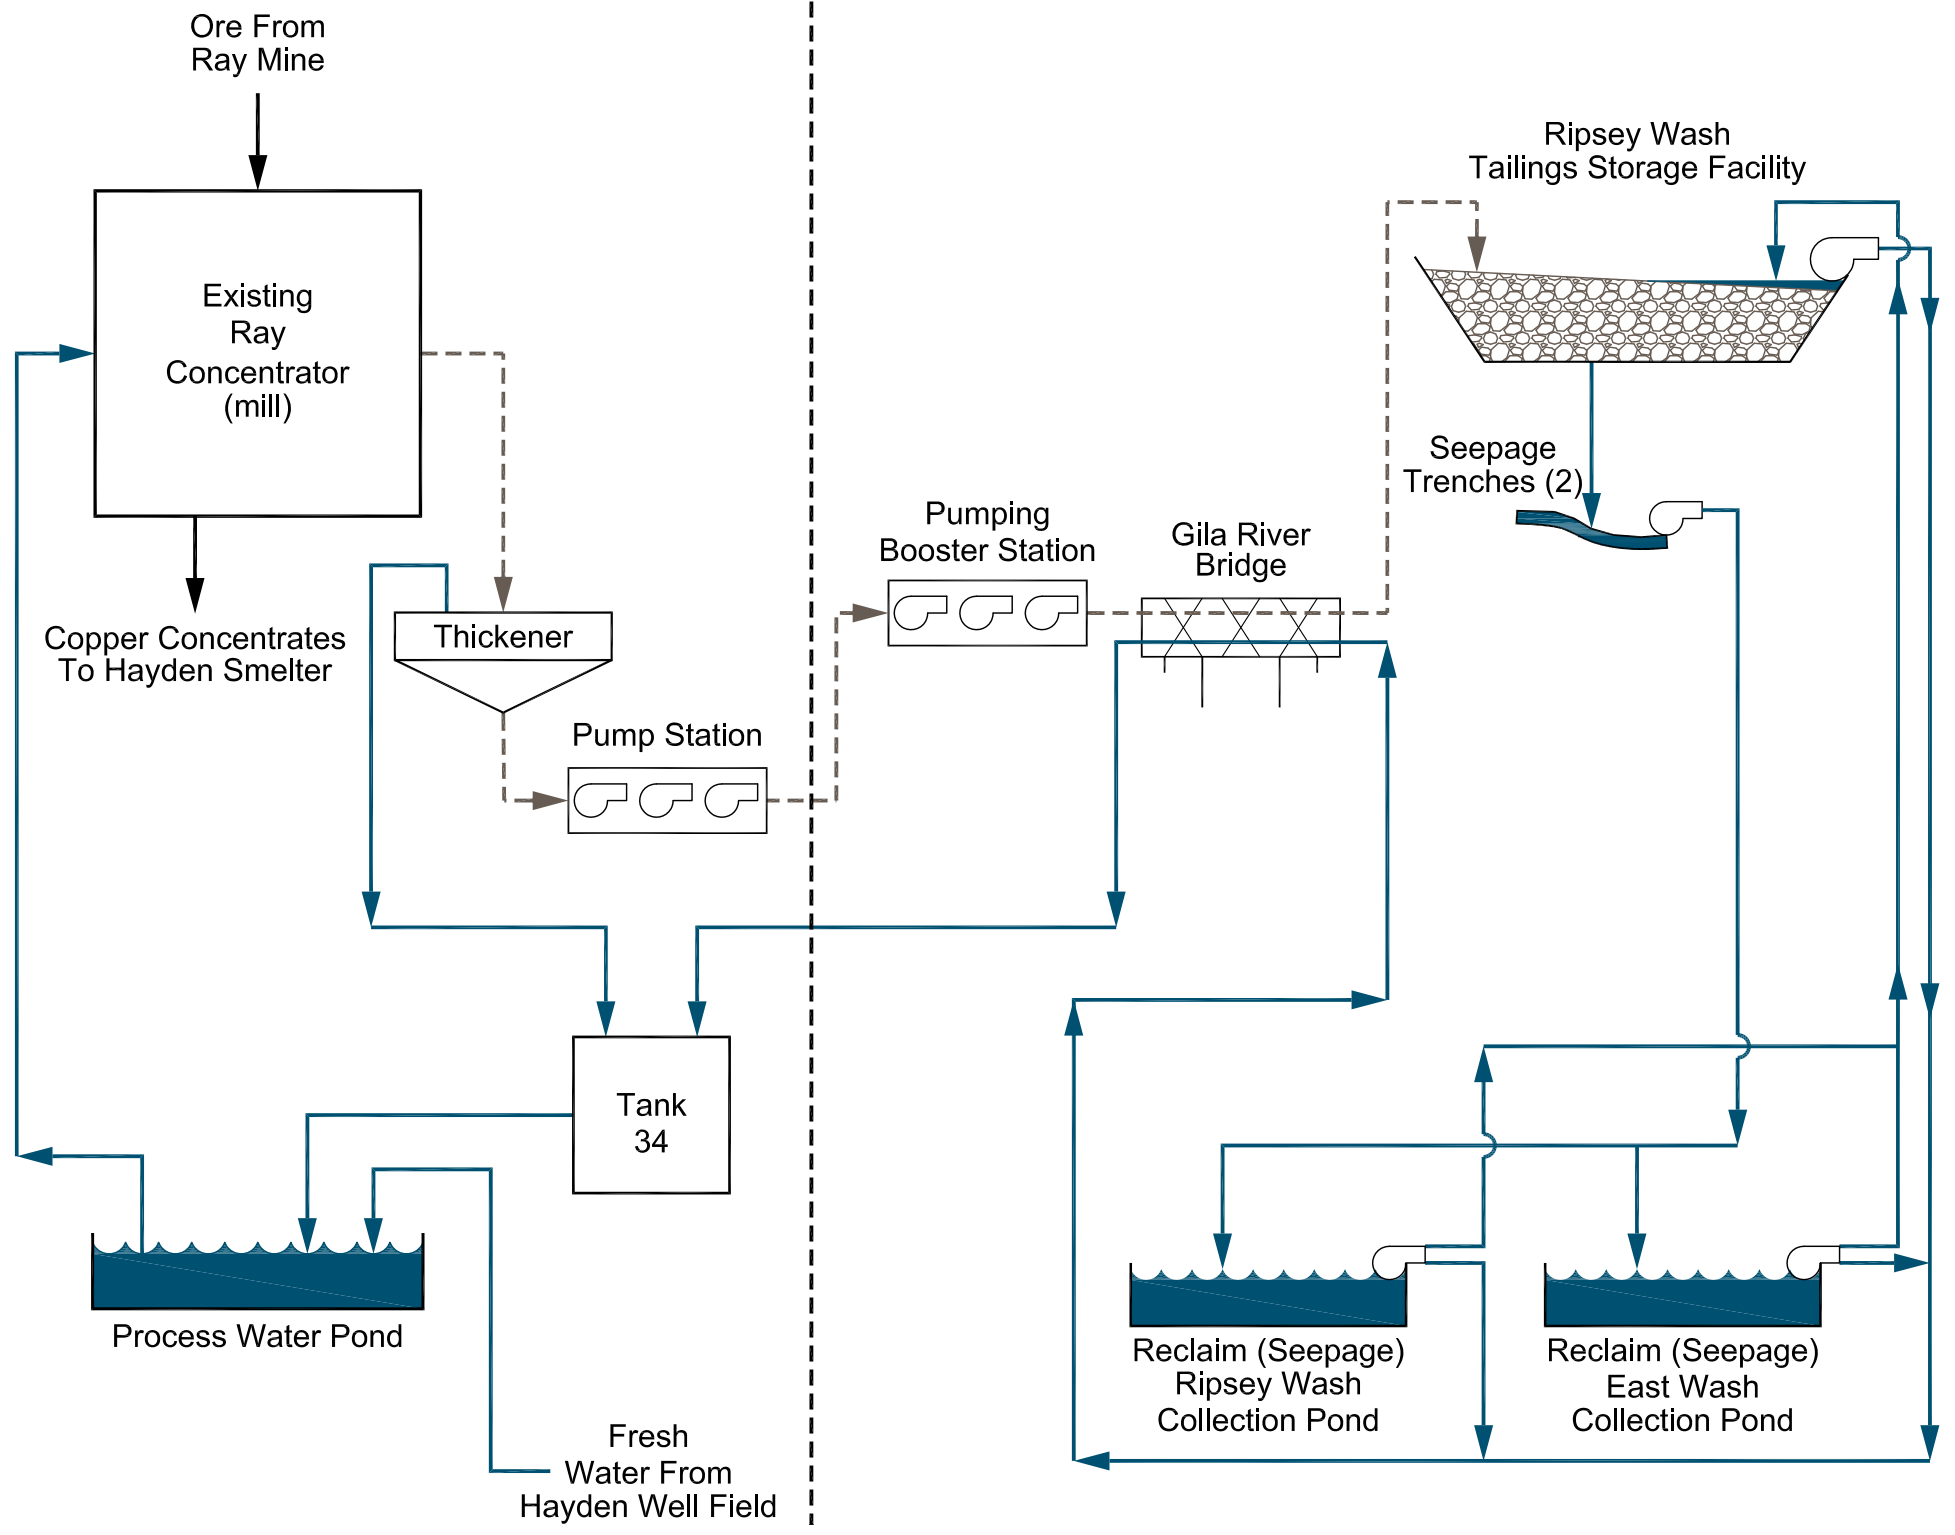 Ore From
Ray Mine
Existing
Ray
Concentrator
(mill)
Copper Concentrates
To Hayden Smelter
Thickener
Pump Station
Pumping
Booster Station
Gila River
Bridge
Ripsey Wash
Tailings Storage Facility
Seepage
Trenches (2)
Tank
34
Process Water Pond
Fresh
Water From
Hayden Well Field
Reclaim (Seepage)
Ripsey Wash
Collection Pond
Reclaim (Seepage)
East Wash
Collection Pond